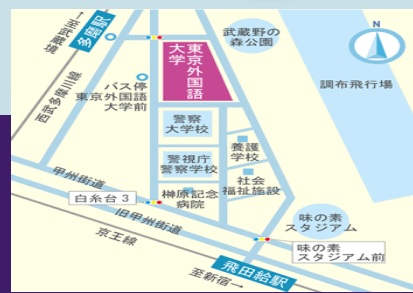 ↑至武蔵境
多磨駅
西武多摩川線
バス停
東京外国語
大学前
東京外国語
大学
武蔵野の
森公園
N
調布飛行場
警察
大学校
警視庁
警察学校
養護
学校
社会
福祉施設
榊原記念
病院
甲州街道
白糸台3
旧甲州街道
京王線
味の素
スタジアム
味の素
スタジアム前
飛田給駅
至新宿→